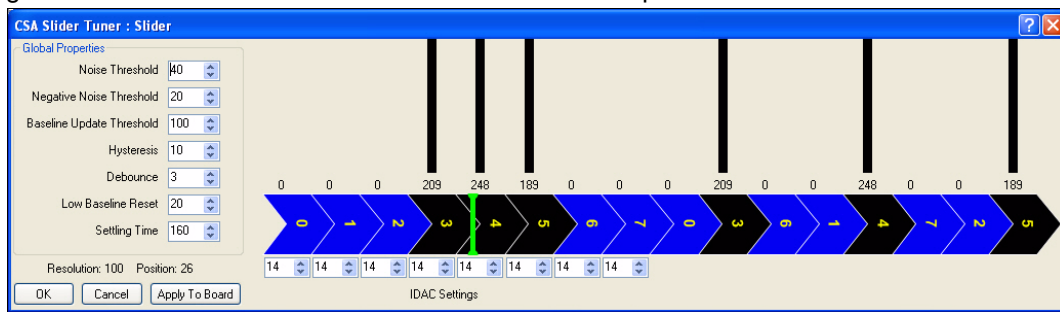 CSA Slider Tuner : Slider
Global Properties
Noise Threshold 40
Negative Noise Threshold 20
Baseline Update Threshold 100
Hysteresis 10
Debounce 3
Low Baseline Reset 20
Settling Time 160
Resolution: 100 Position: 26
OK Cancel Apply To Board
0 0 0 209 248 189 0 0 0 209 0 0 248 0 0 189
0 1 2 3 4 5 6 7 0 3 6 1 4 7 2 5
14 14 14 14 14 14 14 14
IDAC Settings